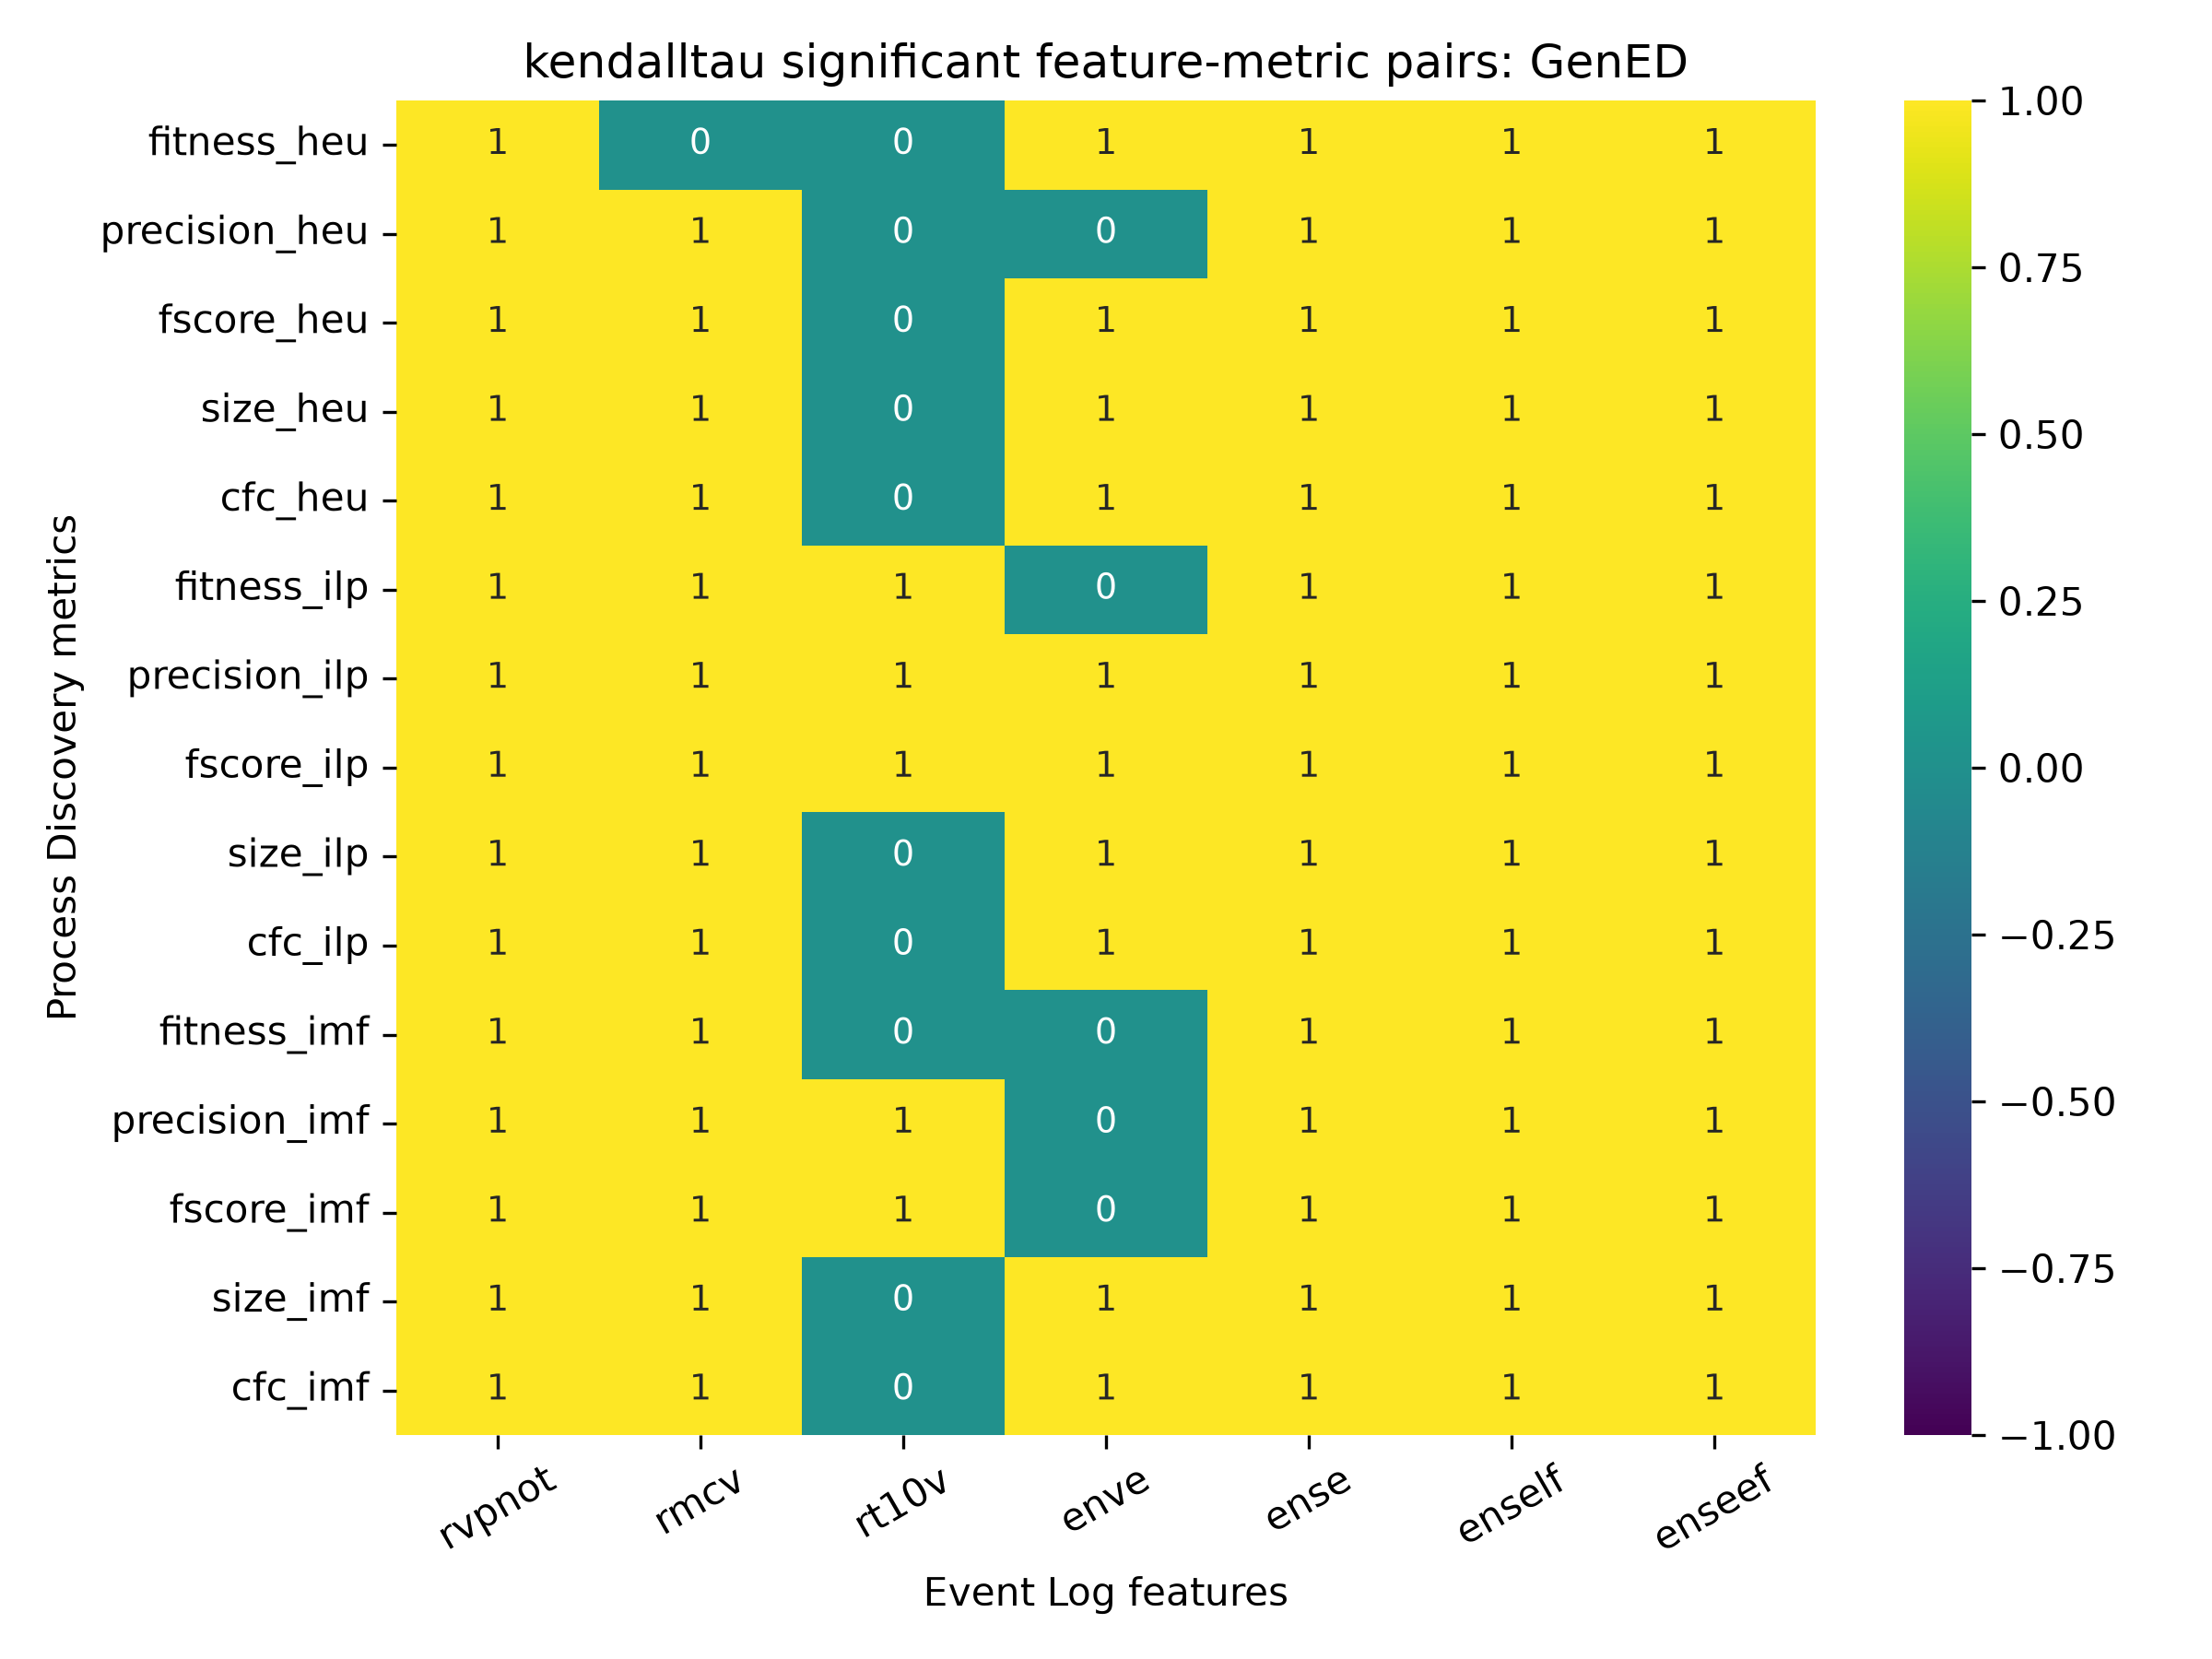 kendalltau significant feature-metric pairs: GenED
fitness_heu 1 0 0 1 1 1 1
precision_heu 1 1 0 0 1 1 1
fscore_heu 1 1 0 1 1 1 1
size_heu 1 1 0 1 1 1 1
cfc_heu 1 1 0 1 1 1 1
fitness_ilp 1 1 1 0 1 1 1
precision_ilp 1 1 1 1 1 1 1
fscore_ilp 1 1 1 1 1 1 1
size_ilp 1 1 0 1 1 1 1
cfc_ilp 1 1 0 1 1 1 1
fitness_imf 1 1 0 0 1 1 1
precision_imf 1 1 1 0 1 1 1
fscore_imf 1 1 1 0 1 1 1
size_imf 1 1 0 1 1 1 1
cfc_imf 1 1 0 1 1 1 1
rvpnot rmcv rt10v enve ense enself enseef
Event Log features
Process Discovery metrics
1.00
0.75
0.50
0.25
0.00
−0.25
−0.50
−0.75
−1.00